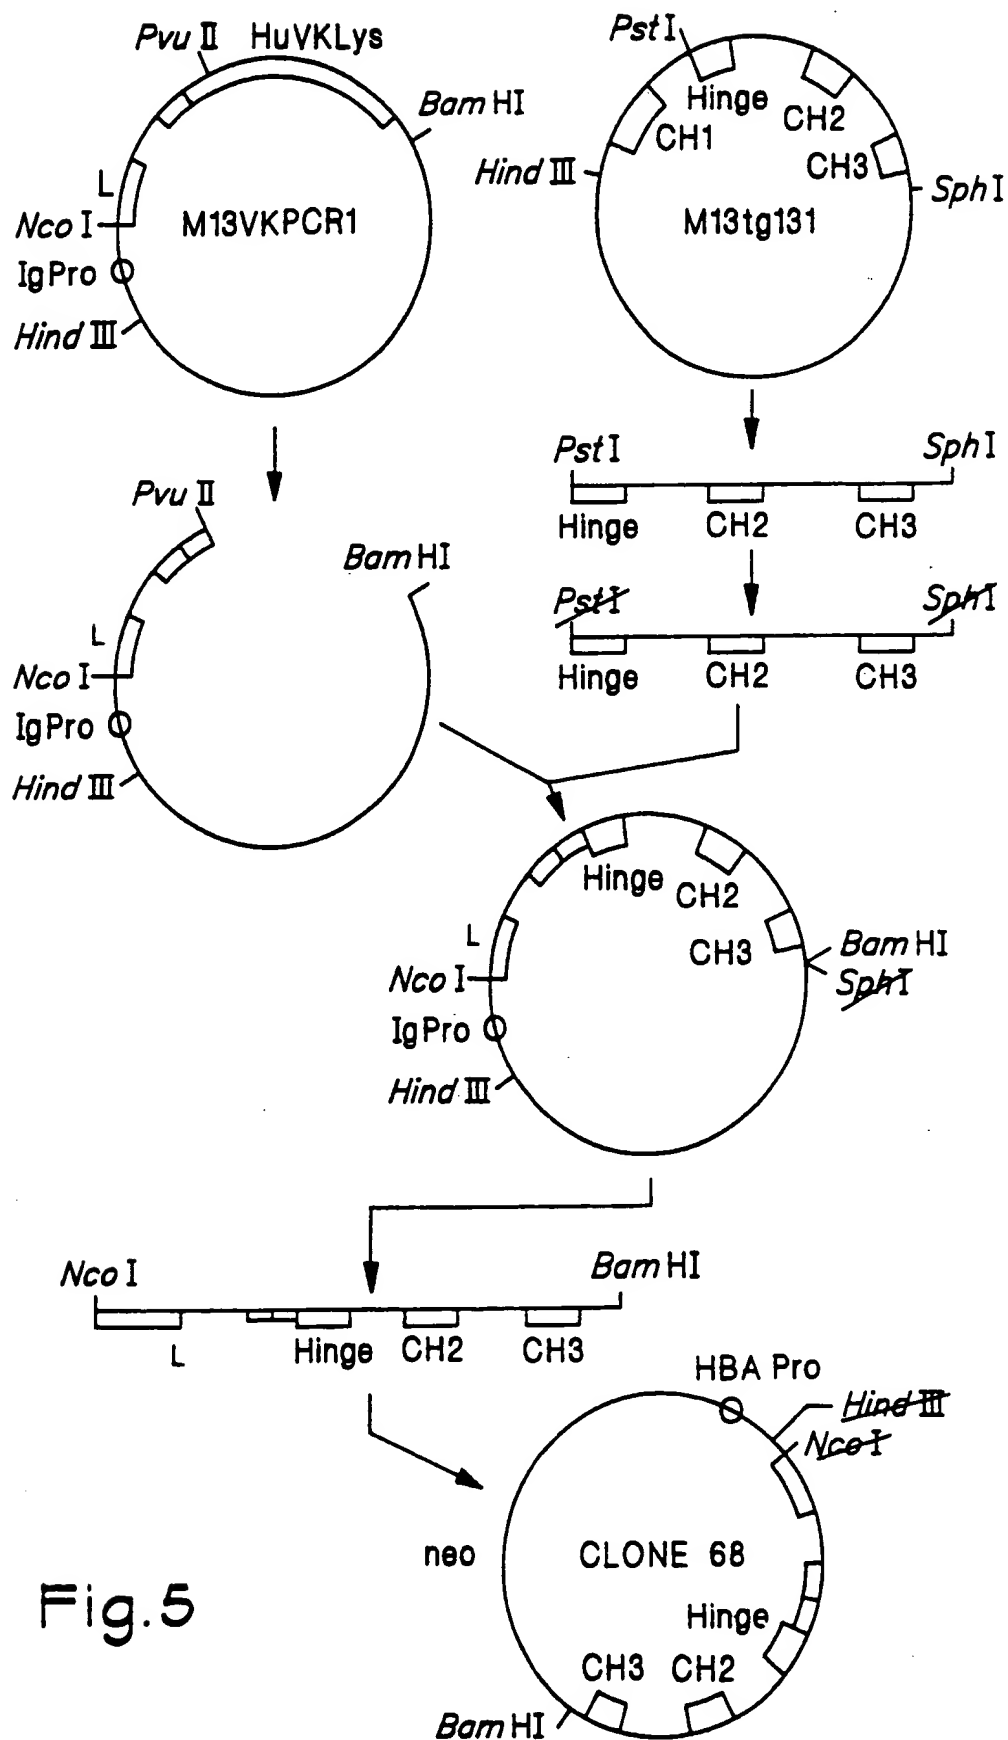 Pvu II HuVKLys
Bam HI
L
Nco I
IgPro
Hind III
M13VKPCR1
Pst I
Hinge
CH2
CH1
CH3
Hind III
Sph I
M13tg131
Pvu II
Bam HI
L
Nco I
IgPro
Hind III
Pst I Sph I
Hinge CH2 CH3
Pst I Sph I
Hinge CH2 CH3
Hinge
CH2
CH3
L
Nco I
IgPro
Hind III
Bam HI
Sph I
Nco I Bam HI
L Hinge CH2 CH3
HBA Pro
Hind III
Nco I
neo
CLONE 68
Hinge
CH3 CH2
Bam HI
Fig.5